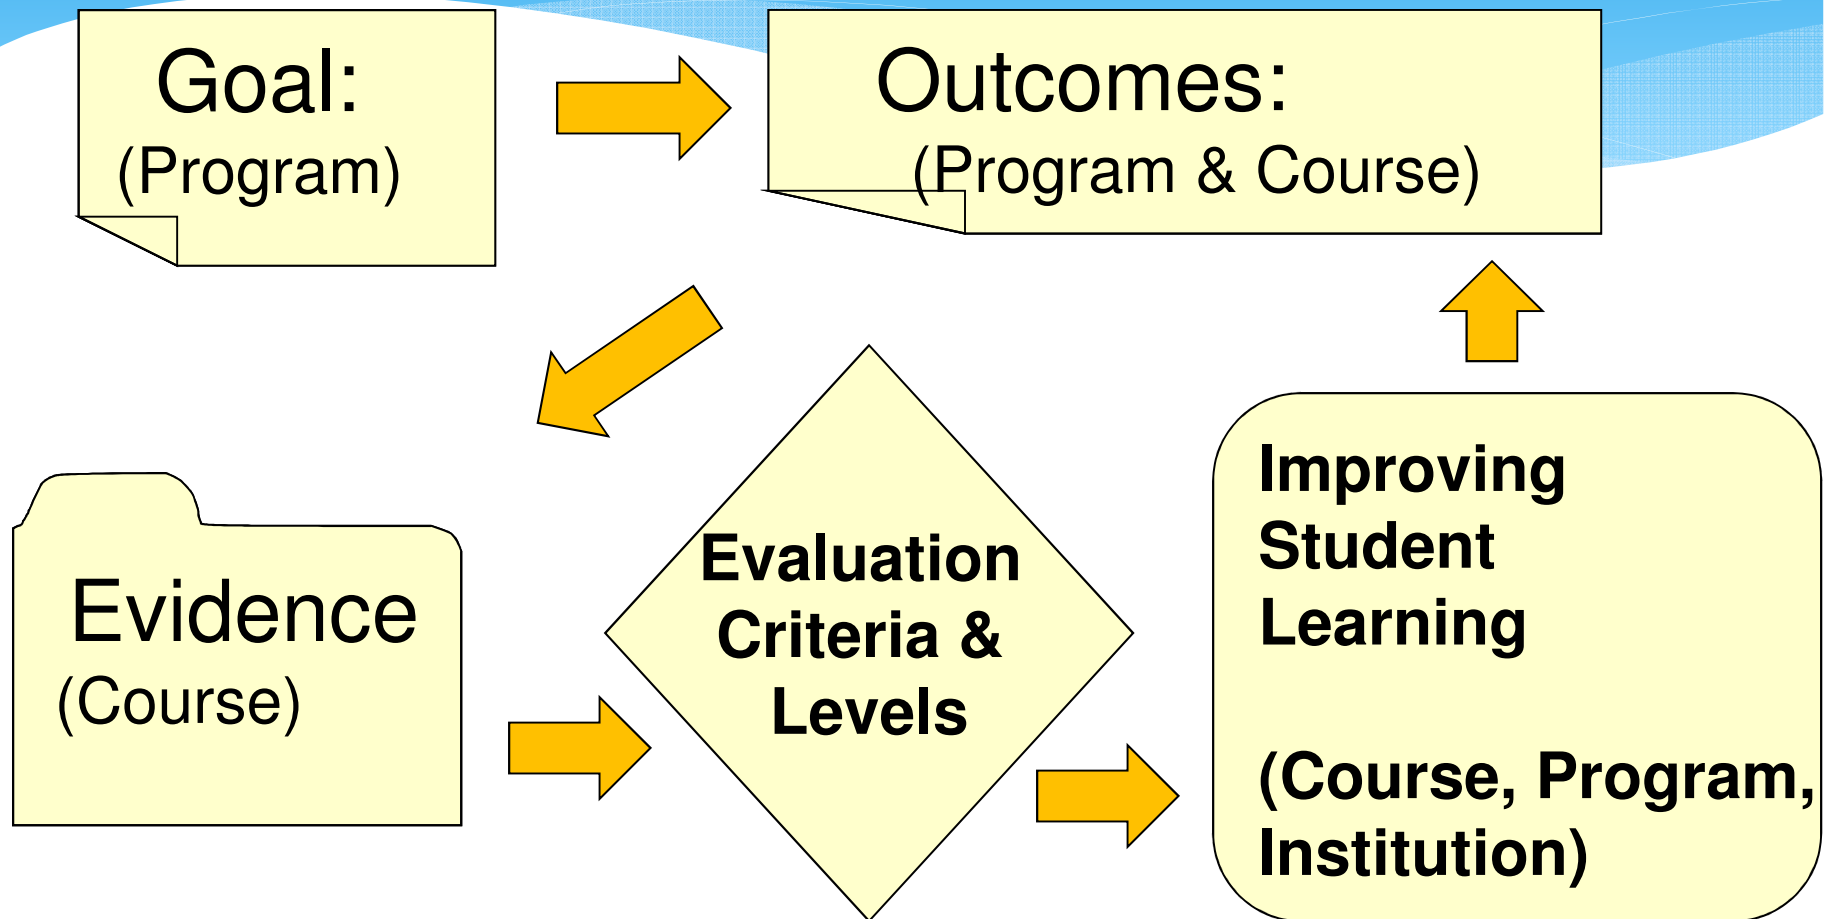 Goal:
(Program)
Outcomes:
(Program & Course)
Evidence
(Course)
Evaluation
Criteria &
Levels
Improving
Student
Learning
(Course, Program,
Institution)